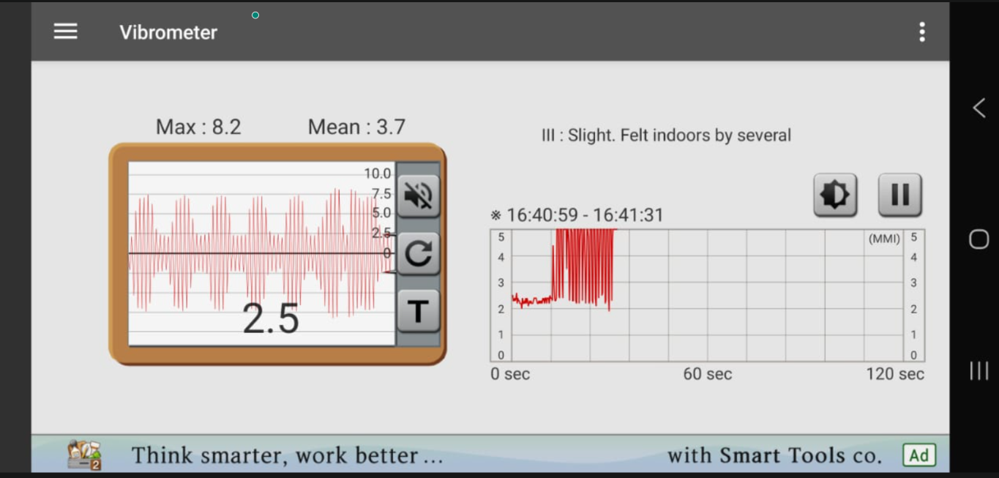 Vibrometer
Max : 8.2 Mean : 3.7
10.0
7.5
5.0
2.5
0
2.5
T
III : Slight. Felt indoors by several
※ 16:40:59 - 16:41:31
5 (MMI) 5
4 4
3 3
2 2
1 1
0 0
0 sec 60 sec 120 sec
2
Think smarter, work better ... with Smart Tools co. Ad